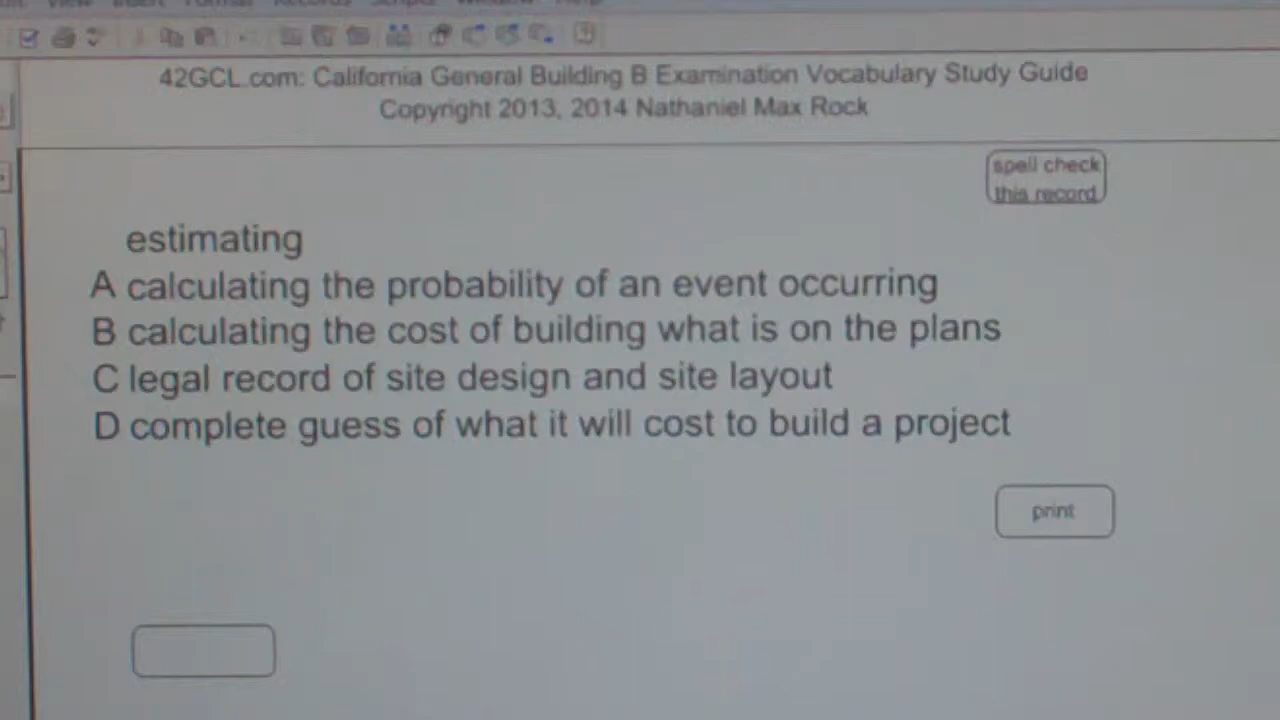 42GCL.com: California General Building B Examination Vocabulary Study Guide
Copyright 2013, 2014 Nathaniel Max Rock
spell check
this record
estimating
A calculating the probability of an event occurring
B calculating the cost of building what is on the plans
C legal record of site design and site layout
D complete guess of what it will cost to build a project
print